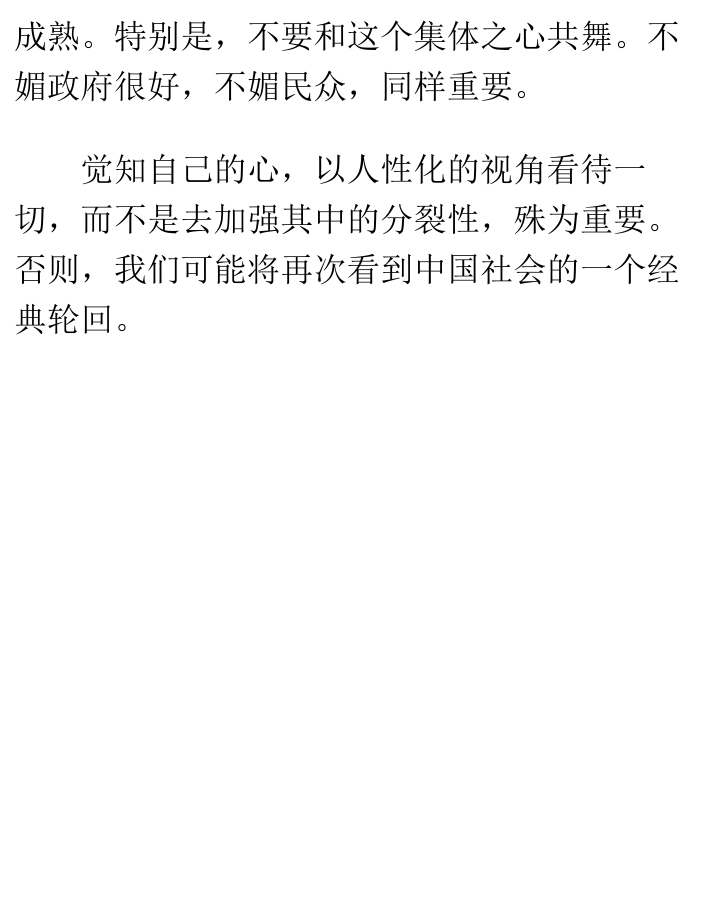 成熟。特别是，不要和这个集体之心共舞。不
媚政府很好，不媚民众，同样重要。
觉知自己的心，以人性化的视角看待一
切，而不是去加强其中的分裂性，殊为重要。
否则，我们可能将再次看到中国社会的一个经
典轮回。